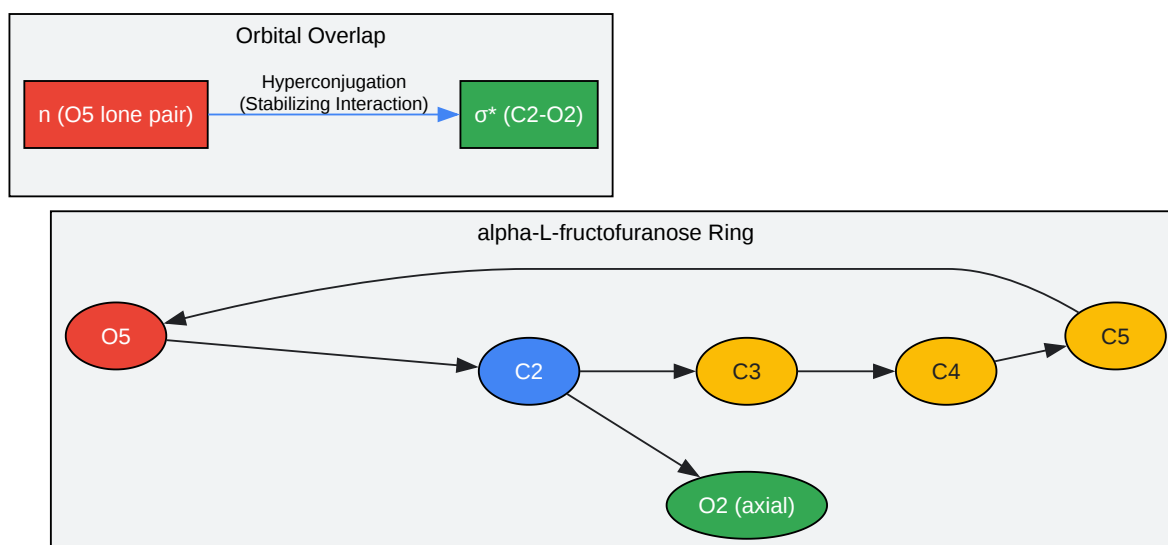 Orbital Overlap
n (O5 lone pair)
Hyperconjugation
(Stabilizing Interaction)
σ* (C2-O2)
alpha-L-fructofuranose Ring
O5
C2
C3
C4
C5
O2 (axial)